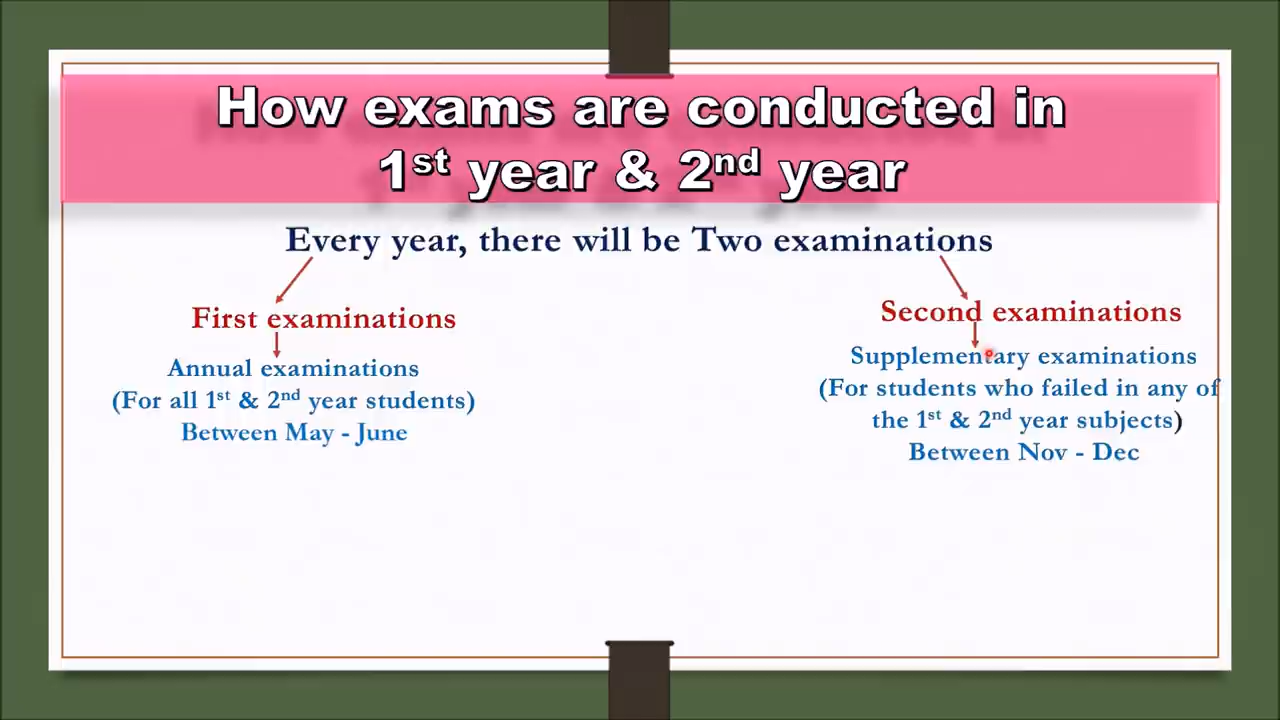 How exams are conducted in
1st year & 2nd year
Every year, there will be Two examinations
First examinations
Annual examinations
(For all 1st & 2nd year students)
Between May - June
Second examinations
Supplementary examinations
(For students who failed in any of
the 1st & 2nd year subjects)
Between Nov - Dec